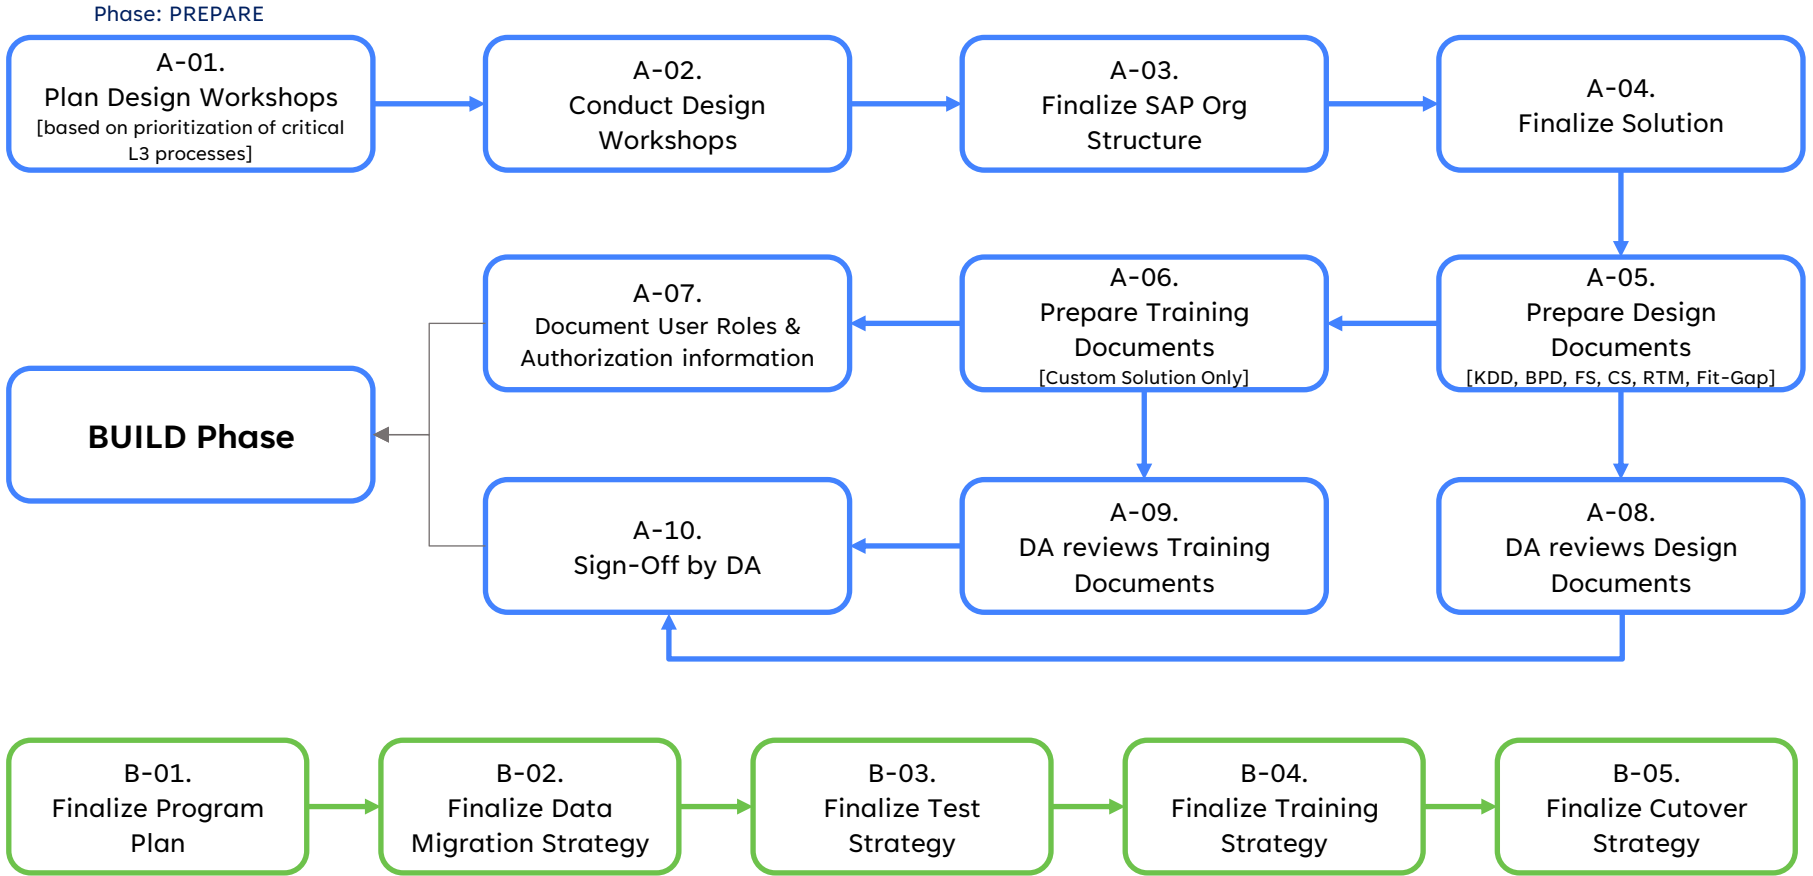 Phase: PREPARE
A-01.
Plan Design Workshops
[based on prioritization of critical
L3 processes]
A-02.
Conduct Design
Workshops
A-03.
Finalize SAP Org
Structure
A-04.
Finalize Solution
A-07.
Document User Roles &
Authorization information
A-06.
Prepare Training
Documents
[Custom Solution Only]
A-05.
Prepare Design
Documents
[KDD, BPD, FS, CS, RTM, Fit-Gap]
BUILD Phase
A-10.
Sign-Off by DA
A-09.
DA reviews Training
Documents
A-08.
DA reviews Design
Documents
B-01.
Finalize Program
Plan
B-02.
Finalize Data
Migration Strategy
B-03.
Finalize Test
Strategy
B-04.
Finalize Training
Strategy
B-05.
Finalize Cutover
Strategy